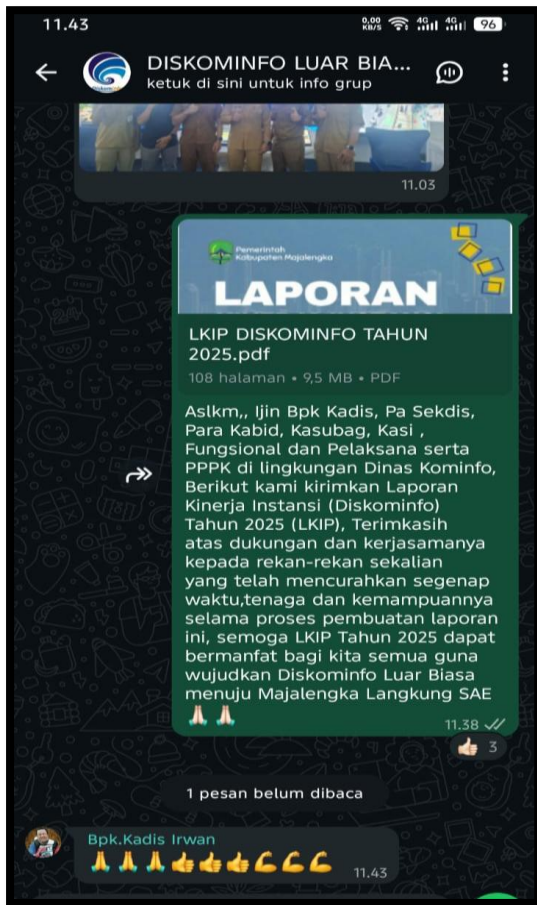 11.43
0,00
KB/S
4G
4G
96
DISKOMINFO LUAR BIA...
ketuk di sini untuk info grup
11.03
Pemerintah
Kabupaten Majalengka
LAPORAN
LKIP DISKOMINFO TAHUN
2025.pdf
108 halaman • 9,5 MB • PDF
Aslkm,, Ijin Bpk Kadis, Pa Sekdis,
Para Kabid, Kasubag, Kasi ,
Fungsional dan Pelaksana serta
PPPK di lingkungan Dinas Kominfo,
Berikut kami kirimkan Laporan
Kinerja Instansi (Diskominfo)
Tahun 2025 (LKIP), Terimkasih
atas dukungan dan kerjasamanya
kepada rekan-rekan sekalian
yang telah mencurahkan segenap
waktu,tenaga dan kemampuannya
selama proses pembuatan laporan
ini, semoga LKIP Tahun 2025 dapat
bermanfat bagi kita semua guna
wujudkan Diskominfo Luar Biasa
menuju Majalengka Langkung SAE
🙏🏻 🙏🏻
11.38
👍🏻 3
1 pesan belum dibaca
Bpk.Kadis Irwan
🙏🙏🙏👍👍👍💪💪💪
11.43